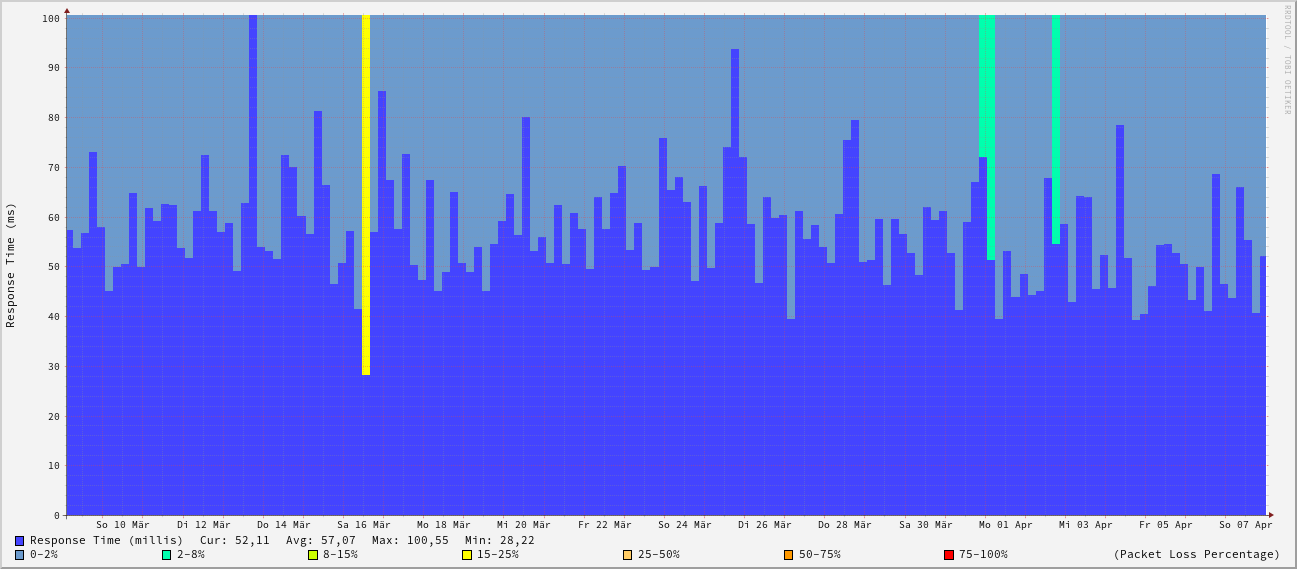 RRDTOOL / TOBI OETIKER
Response Time (ms)
100
90
80
70
60
50
40
30
20
10
0
So 10 Mär Di 12 Mär Do 14 Mär Sa 16 Mär Mo 18 Mär Mi 20 Mär Fr 22 Mär So 24 Mär Di 26 Mär Do 28 Mär Sa 30 Mär Mo 01 Apr Mi 03 Apr Fr 05 Apr So 07 Apr
Response Time (millis) Cur: 52,11 Avg: 57,07 Max: 100,55 Min: 28,22
0-2% 2-8% 8-15% 15-25% 25-50% 50-75% 75-100% (Packet Loss Percentage)